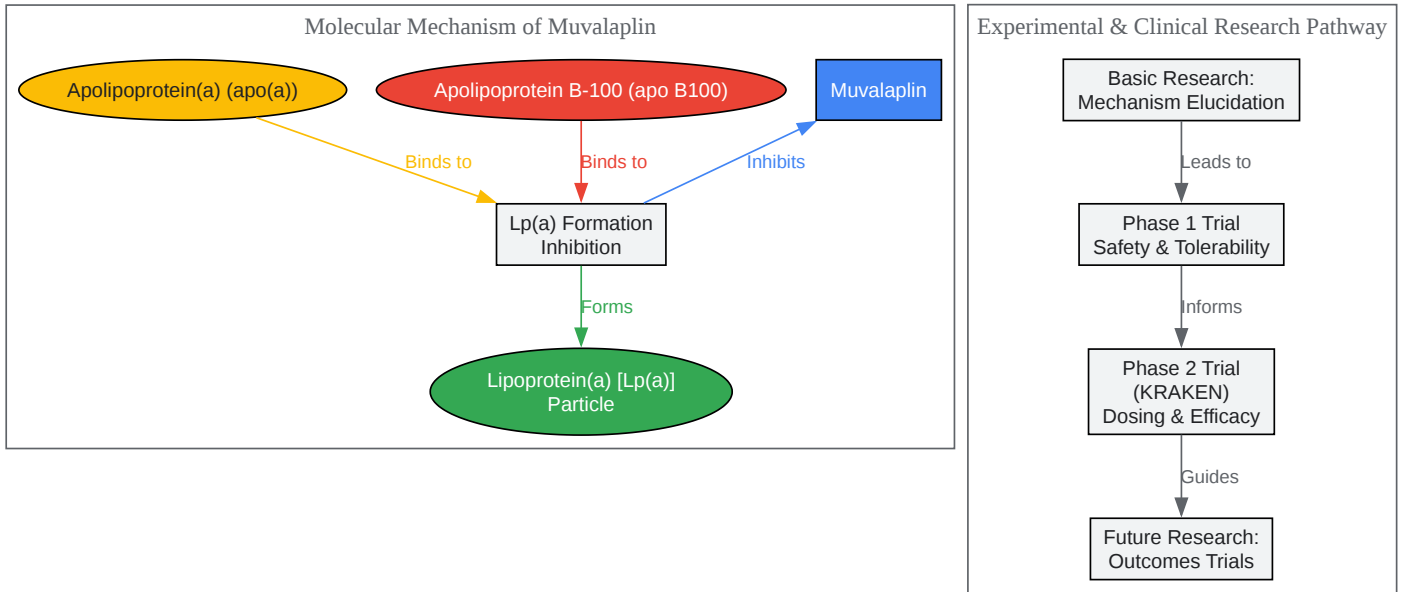 Molecular Mechanism of Muvalaplin
Apolipoprotein(a) (apo(a))
Apolipoprotein B-100 (apo B100)
Muvalaplin
Binds to
Binds to
Inhibits
Lp(a) Formation
Inhibition
Forms
Lipoprotein(a) [Lp(a)]
Particle
Experimental & Clinical Research Pathway
Basic Research:
Mechanism Elucidation
Leads to
Phase 1 Trial
Safety & Tolerability
Informs
Phase 2 Trial
(KRAKEN)
Dosing & Efficacy
Guides
Future Research:
Outcomes Trials